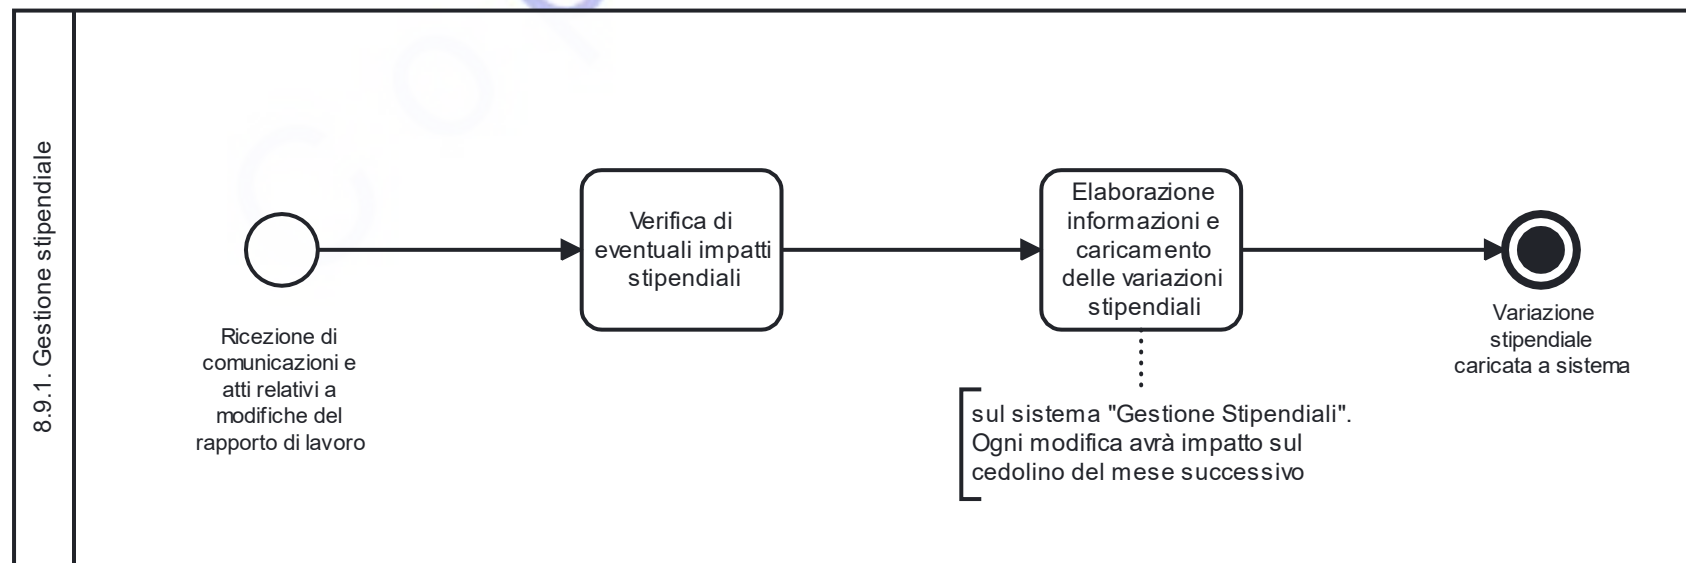 8.9.1. Gestione stipendiale
Ricezione di
comunicazioni e
atti relativi a
modifiche del
rapporto di lavoro
Verifica di
eventuali impatti
stipendiali
Elaborazione
informazioni e
caricamento
delle variazioni
stipendiali
sul sistema "Gestione Stipendiali".
Ogni modifica avrà impatto sul
cedolino del mese successivo
Variazione
stipendiale
caricata a sistema